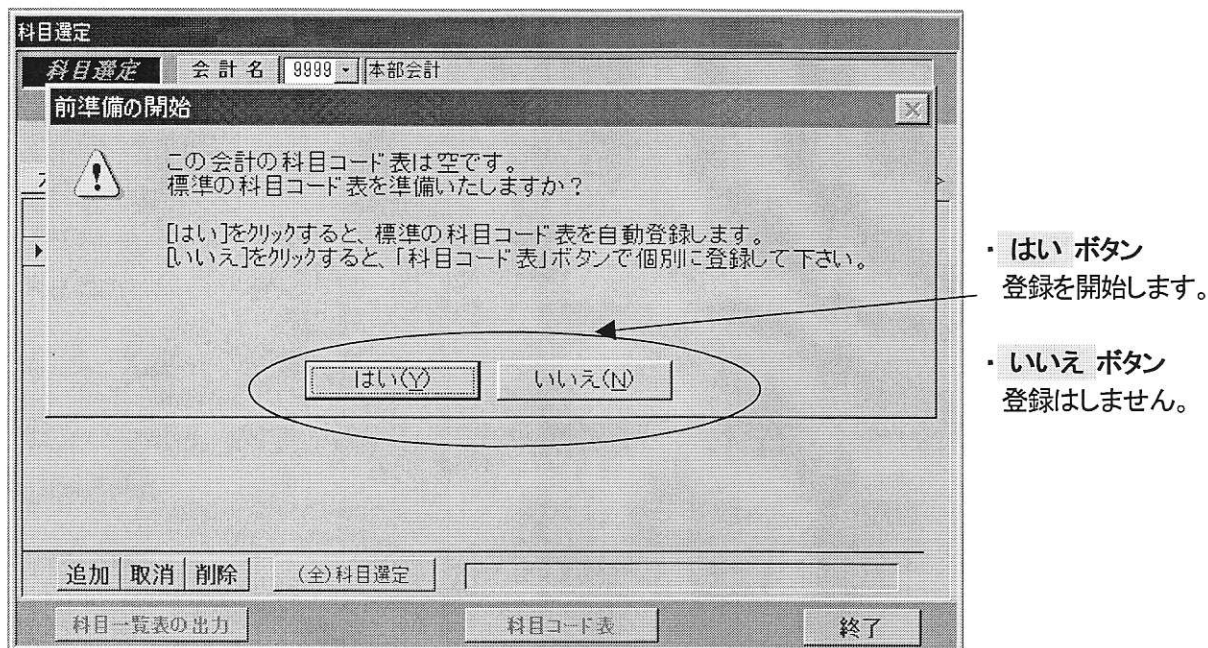 科目選定
科目選定 会計名 9999 本部会計
前準備の開始
この会計の科目コード表は空です。
標準の科目コード表を準備いたしますか？
[はい]をクリックすると、標準の科目コード表を自動登録します。
[いいえ]をクリックすると、「科目コード表」ボタンで個別に登録して下さい。
はい(Y) いいえ(N)
追加 取消 削除 (全)科目選定
科目一覧表の出力 科目コード表 終了
・ はい ボタン
登録を開始します。
・ いいえ ボタン
登録はしません。